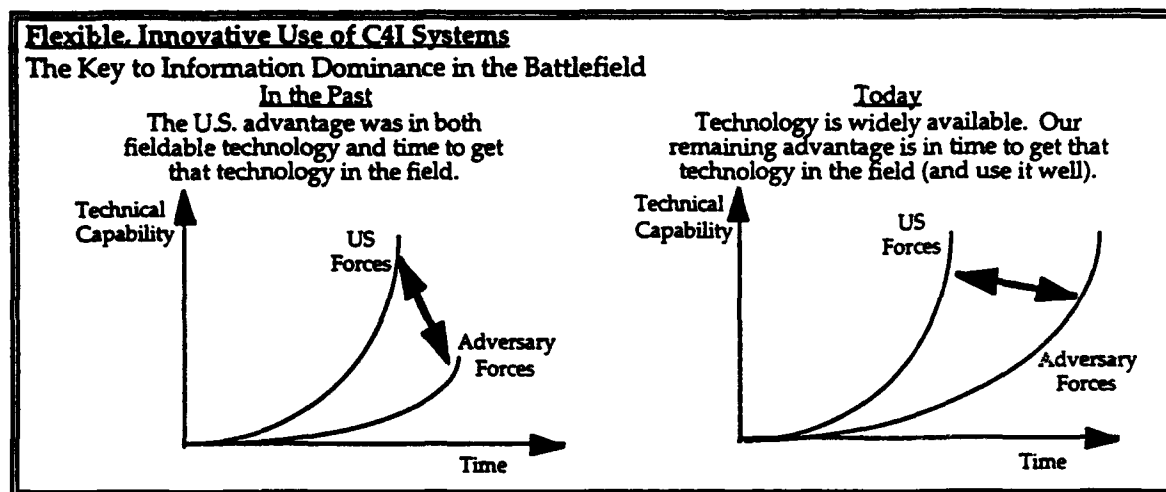 Flexible, Innovative Use of C4I Systems
The Key to Information Dominance in the Battlefield
In the Past
The U.S. advantage was in both
fieldable technology and time to get
that technology in the field.
Technical
Capability
US
Forces
Adversary
Forces
Time
Today
Technology is widely available. Our
remaining advantage is in time to get that
technology in the field (and use it well).
Technical
Capability
US
Forces
Adversary
Forces
Time